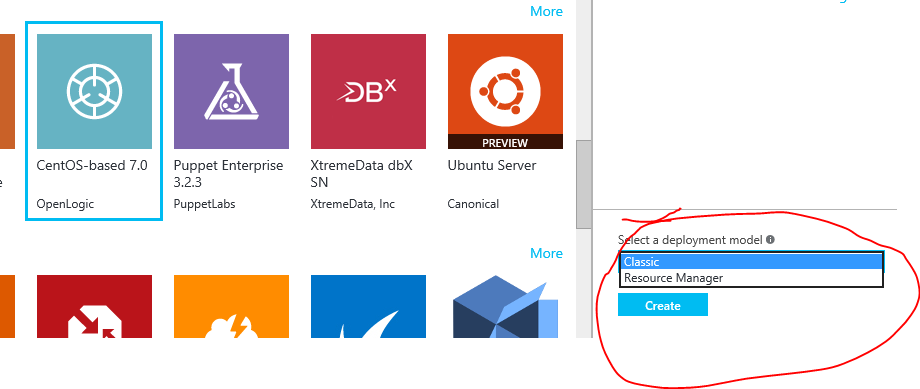 More
DBX
PREVIEW
CentOS-based 7.0
Puppet Enterprise
3.2.3
XtremeData dbX
SN
Ubuntu Server
OpenLogic
PuppetLabs
XtremeData, Inc
Canonical
More
Select a deployment model
Classic
Resource Manager
Create